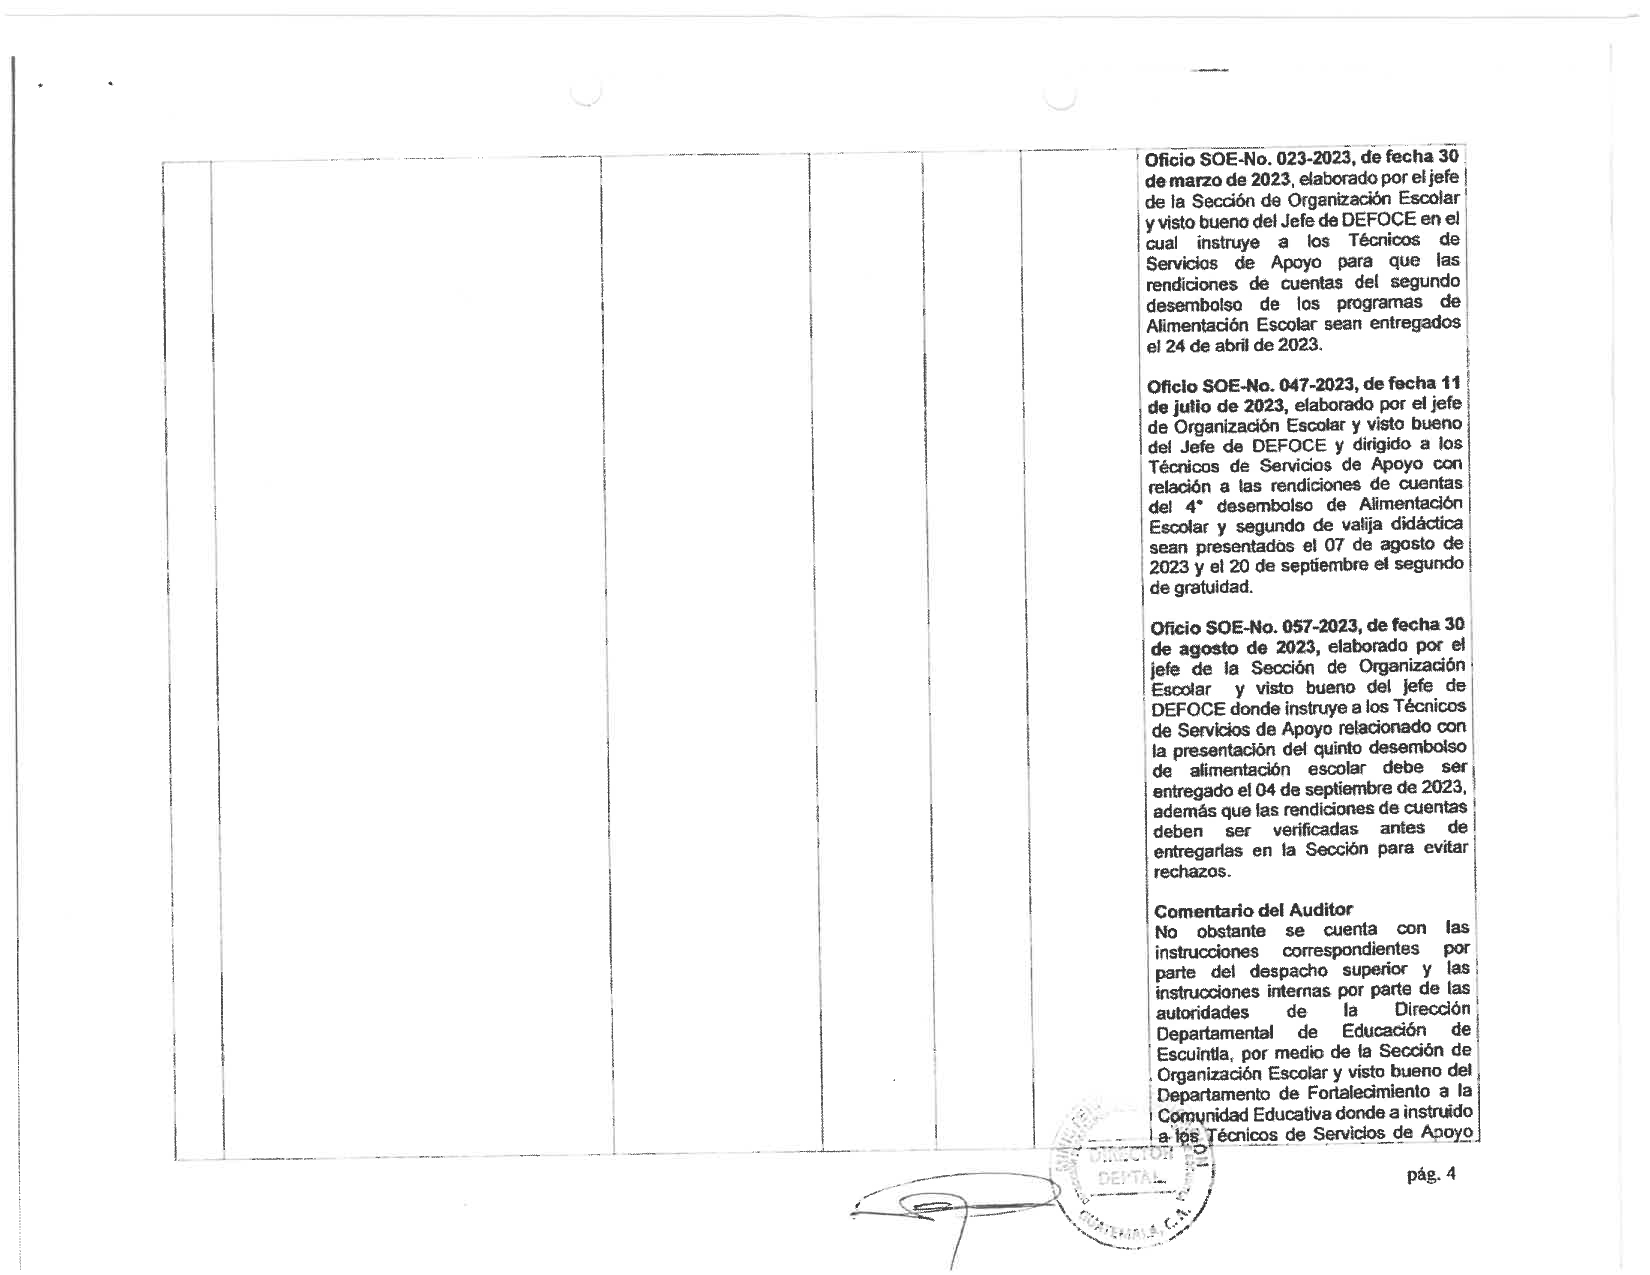 Oficio SOE-No. 023-2023, de fecha 30
de marzo de 2023, elaborado por el jefe
de la Sección de Organización Escolar
y visto bueno del Jefe de DEFOCE en el
cual instruye a los Técnicos de
Servicios de Apoyo para que las
rendiciones de cuentas del segundo
desembolso de los programas de
Alimentación Escolar sean entregados
el 24 de abril de 2023.
Oficio SOE-No. 047-2023, de fecha 11
de julio de 2023, elaborado por el jefe
de Organización Escolar y visto bueno
del Jefe de DEFOCE y dirigido a los
Técnicos de Servicios de Apoyo con
relación a las rendiciones de cuentas
del 4° desembolso de Alimentación
Escolar y segundo de valija didáctica
sean presentados el 07 de agosto de
2023 y el 20 de septiembre el segundo
de gratuidad.
Oficio SOE-No. 057-2023, de fecha 30
de agosto de 2023, elaborado por el
jefe de la Sección de Organización
Escolar y visto bueno del jefe de
DEFOCE donde instruye a los Técnicos
de Servicios de Apoyo relacionado con
la presentación del quinto desembolso
de alimentación escolar debe ser
entregado el 04 de septiembre de 2023,
además que las rendiciones de cuentas
deben ser verificadas antes de
entregarlas en la Sección para evitar
rechazos.
Comentario del Auditor
No obstante se cuenta con las
instrucciones correspondientes por
parte del despacho superior y las
instrucciones internas por parte de las
autoridades de la Dirección
Departamental de Educación de
Escuintla, por medio de la Sección de
Organización Escolar y visto bueno del
Departamento de Fortalecimiento a la
Comunidad Educativa donde a instruido
a los Técnicos de Servicios de Apoyo
DIRECTOR
DEPTAL
GUATEMALA, C.A.
pág. 4